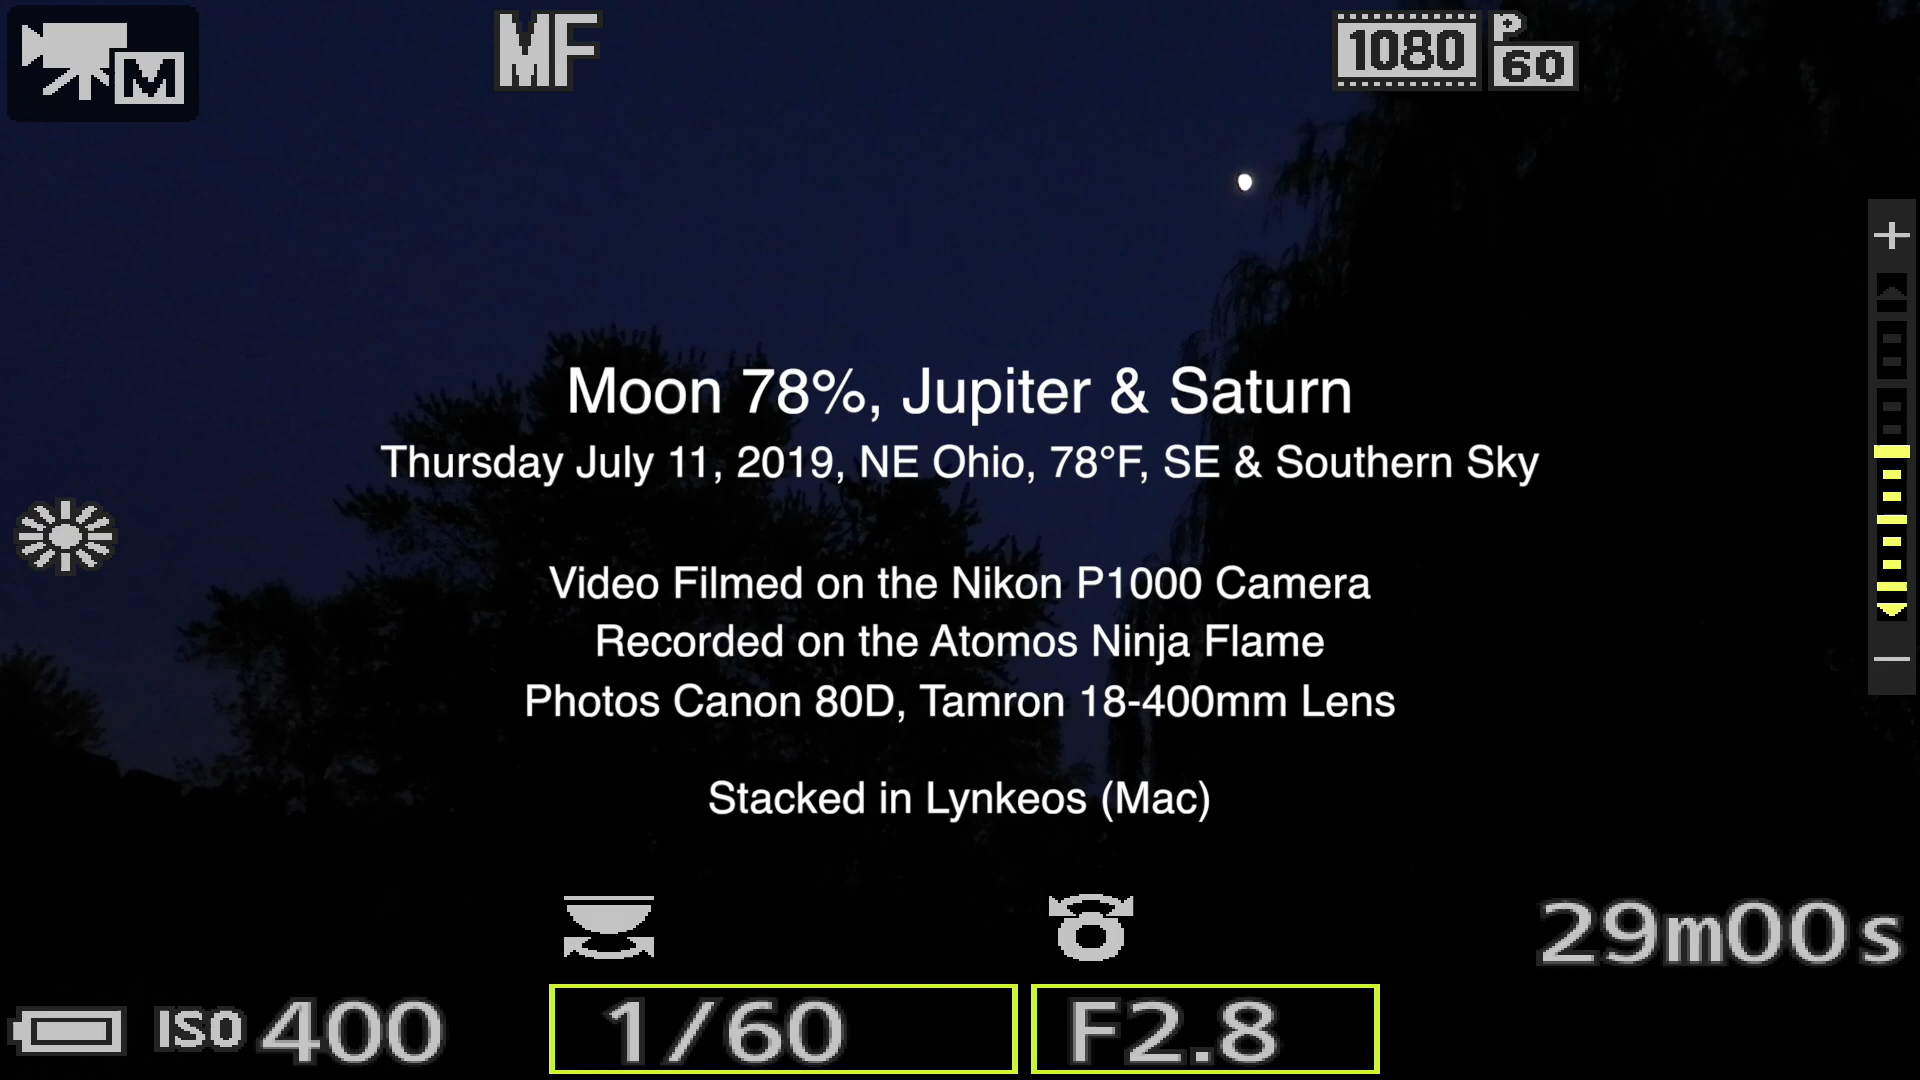 M
MF
1080 P 60
Moon 78%, Jupiter & Saturn
Thursday July 11, 2019, NE Ohio, 78°F, SE & Southern Sky
Video Filmed on the Nikon P1000 Camera
Recorded on the Atomos Ninja Flame
Photos Canon 80D, Tamron 18-400mm Lens
Stacked in Lynkeos (Mac)
29m00s
ISO 400 1/60 F2.8